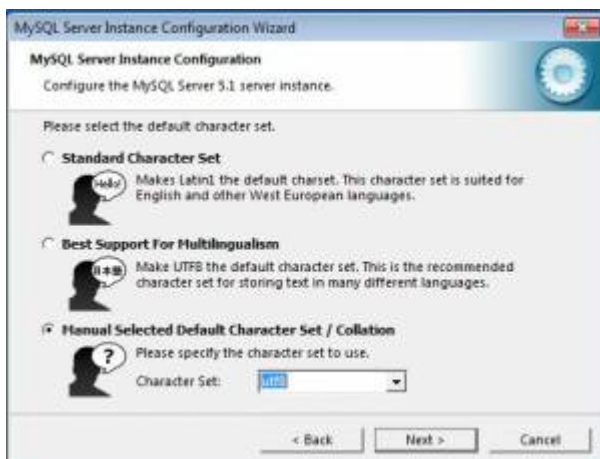 MySQL Server Instance Configuration Wizard
MySQL Server Instance Configuration
Configure the MySQL Server 5.1 server instance.
Please select the default character set.
Standard Character Set
Hello!
Makes Latin1 the default charset. This character set is suited for
English and other West European languages.
Best Support For Multilingualism
日本語
Make UTF8 the default character set. This is the recommended
character set for storing text in many different languages.
Manual Selected Default Character Set / Collation
?
Please specify the character set to use.
Character Set:
utf8
< Back
Next >
Cancel